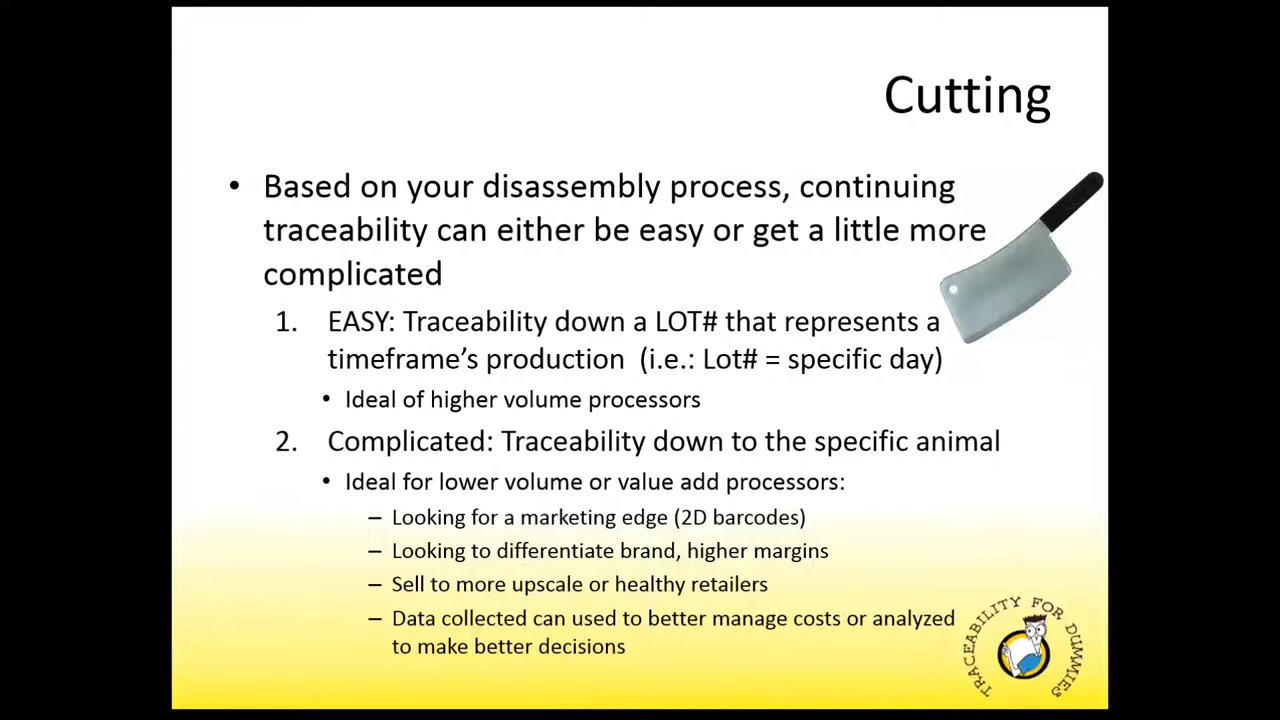 Cutting
• Based on your disassembly process, continuing
traceability can either be easy or get a little more
complicated
1. EASY: Traceability down a LOT# that represents a
timeframe's production (i.e.: Lot# = specific day)
• Ideal of higher volume processors
2. Complicated: Traceability down to the specific animal
• Ideal for lower volume or value add processors:
– Looking for a marketing edge (2D barcodes)
– Looking to differentiate brand, higher margins
– Sell to more upscale or healthy retailers
– Data collected can used to better manage costs or analyzed
to make better decisions
TRACEABILITY FOR DUMMIES